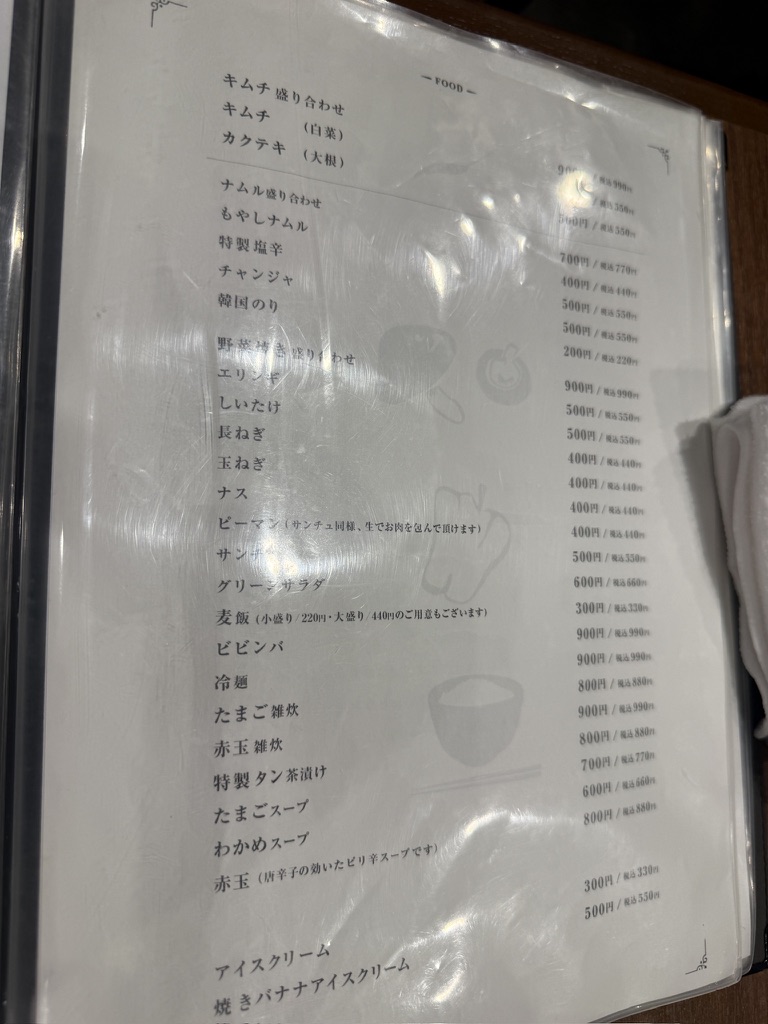 FOOD
キムチ盛り合わせ 税込990円
キムチ (白菜) 税込550円
カクテキ (大根) 500円 / 税込550円
ナムル盛り合わせ 700円 / 税込770円
もやしナムル 400円 / 税込440円
特製塩辛 500円 / 税込550円
チャンジャ 500円 / 税込550円
韓国のり 200円 / 税込220円
野菜焼き盛り合わせ 900円 / 税込990円
エリンギ 500円 / 税込550円
しいたけ 500円 / 税込550円
長ねぎ 400円 / 税込440円
玉ねぎ 400円 / 税込440円
ナス 400円 / 税込440円
ピーマン (サンチュ同様、生でお肉を包んで頂けます) 400円 / 税込440円
サンチュ 500円 / 税込550円
グリーンサラダ 600円 / 税込660円
麦飯 (小盛り/220円・大盛り/440円のご用意もございます) 300円 / 税込330円
ビビンバ 900円 / 税込990円
冷麺 900円 / 税込990円
たまご雑炊 800円 / 税込880円
赤玉雑炊 900円 / 税込990円
特製タン茶漬け 800円 / 税込880円
たまごスープ 700円 / 税込770円
わかめスープ 600円 / 税込660円
赤玉 (唐辛子の効いたピリ辛スープです) 800円 / 税込880円
アイスクリーム 300円 / 税込330円
焼きバナナアイスクリーム 500円 / 税込550円